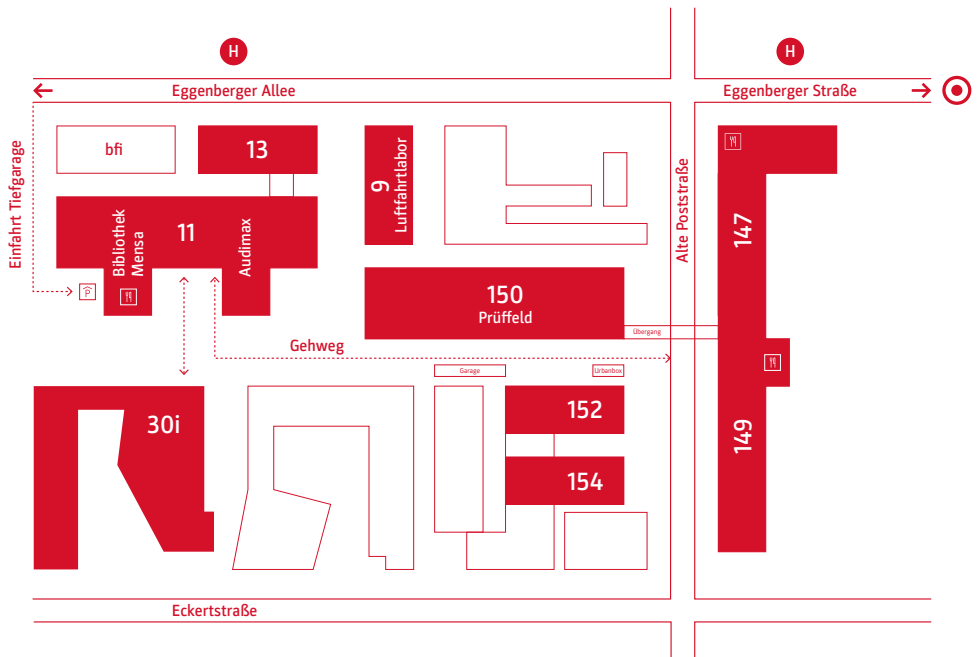 H
H
Eggenberger Allee
Eggenberger Straße
Einfahrt Tiefgarage
bfi
13
9
Luftfahrtlabor
Alte Poststraße
147
11
Bibliothek
Mensa
Audimax
P
150
Prüffeld
Übergang
Gehweg
Garage
Urbanbox
30i
152
149
154
Eckertstraße